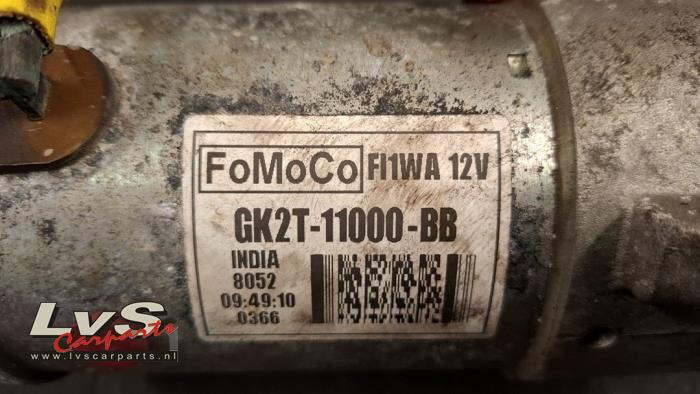 FoMoCo FI1WA 12V
GK2T-11000-BB
INDIA
8052
09:49:10
0366
LvS
Carparts
www.lvscarparts.nl